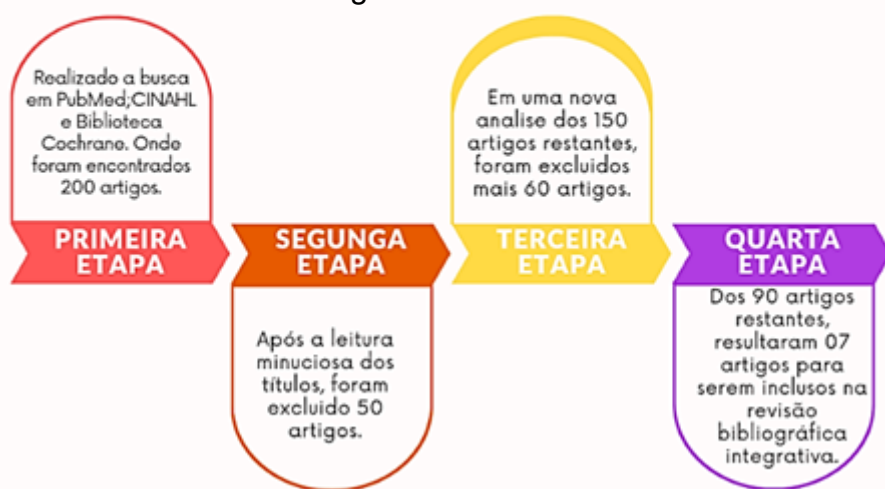 Realizado a busca
em PubMed;CINAHL
e Biblioteca
Cochrane. Onde
foram encontrados
200 artigos.
PRIMEIRA
ETAPA
SEGUNGA
ETAPA
Após a leitura
minuciosa dos
títulos, foram
excluido 50
artigos.
Em uma nova
analise dos 150
artigos restantes,
foram excluidos
mais 60 artigos.
TERCEIRA
ETAPA
QUARTA
ETAPA
Dos 90 artigos
restantes,
resultaram 07
artigos para
serem inclusos na
revisão
bibliográfica
integrativa.